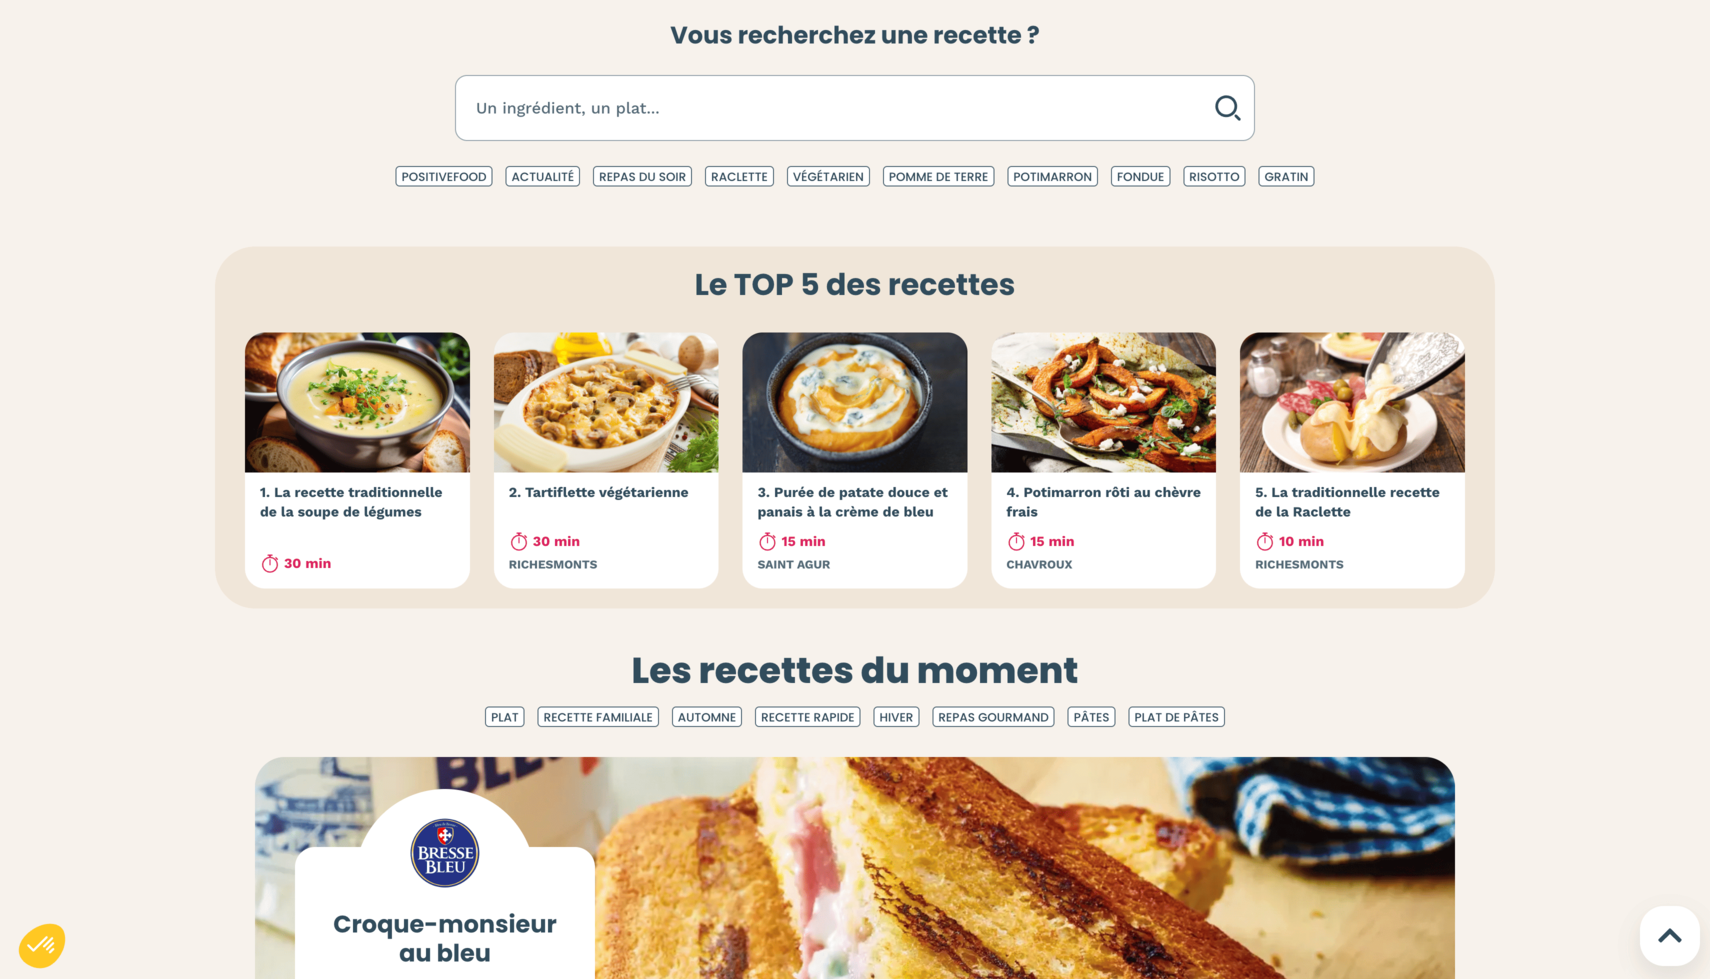 Vous recherchez une recette ?
Un ingrédient, un plat...
POSITIVEFOOD
ACTUALITÉ
REPAS DU SOIR
RACLETTE
VÉGÉTARIEN
POMME DE TERRE
POTIMARRON
FONDUE
RISOTTO
GRATIN
Le TOP 5 des recettes
1. La recette traditionnelle
de la soupe de légumes
30 min
2. Tartiflette végétarienne
30 min
RICHESMONTS
3. Purée de patate douce et
panais à la crème de bleu
15 min
SAINT AGUR
4. Potimarron rôti au chèvre
frais
15 min
CHAVROUX
5. La traditionnelle recette
de la Raclette
10 min
RICHESMONTS
Les recettes du moment
PLAT
RECETTE FAMILIALE
AUTOMNE
RECETTE RAPIDE
HIVER
REPAS GOURMAND
PÂTES
PLAT DE PÂTES
BRESSE
BLEU
Croque-monsieur
au bleu